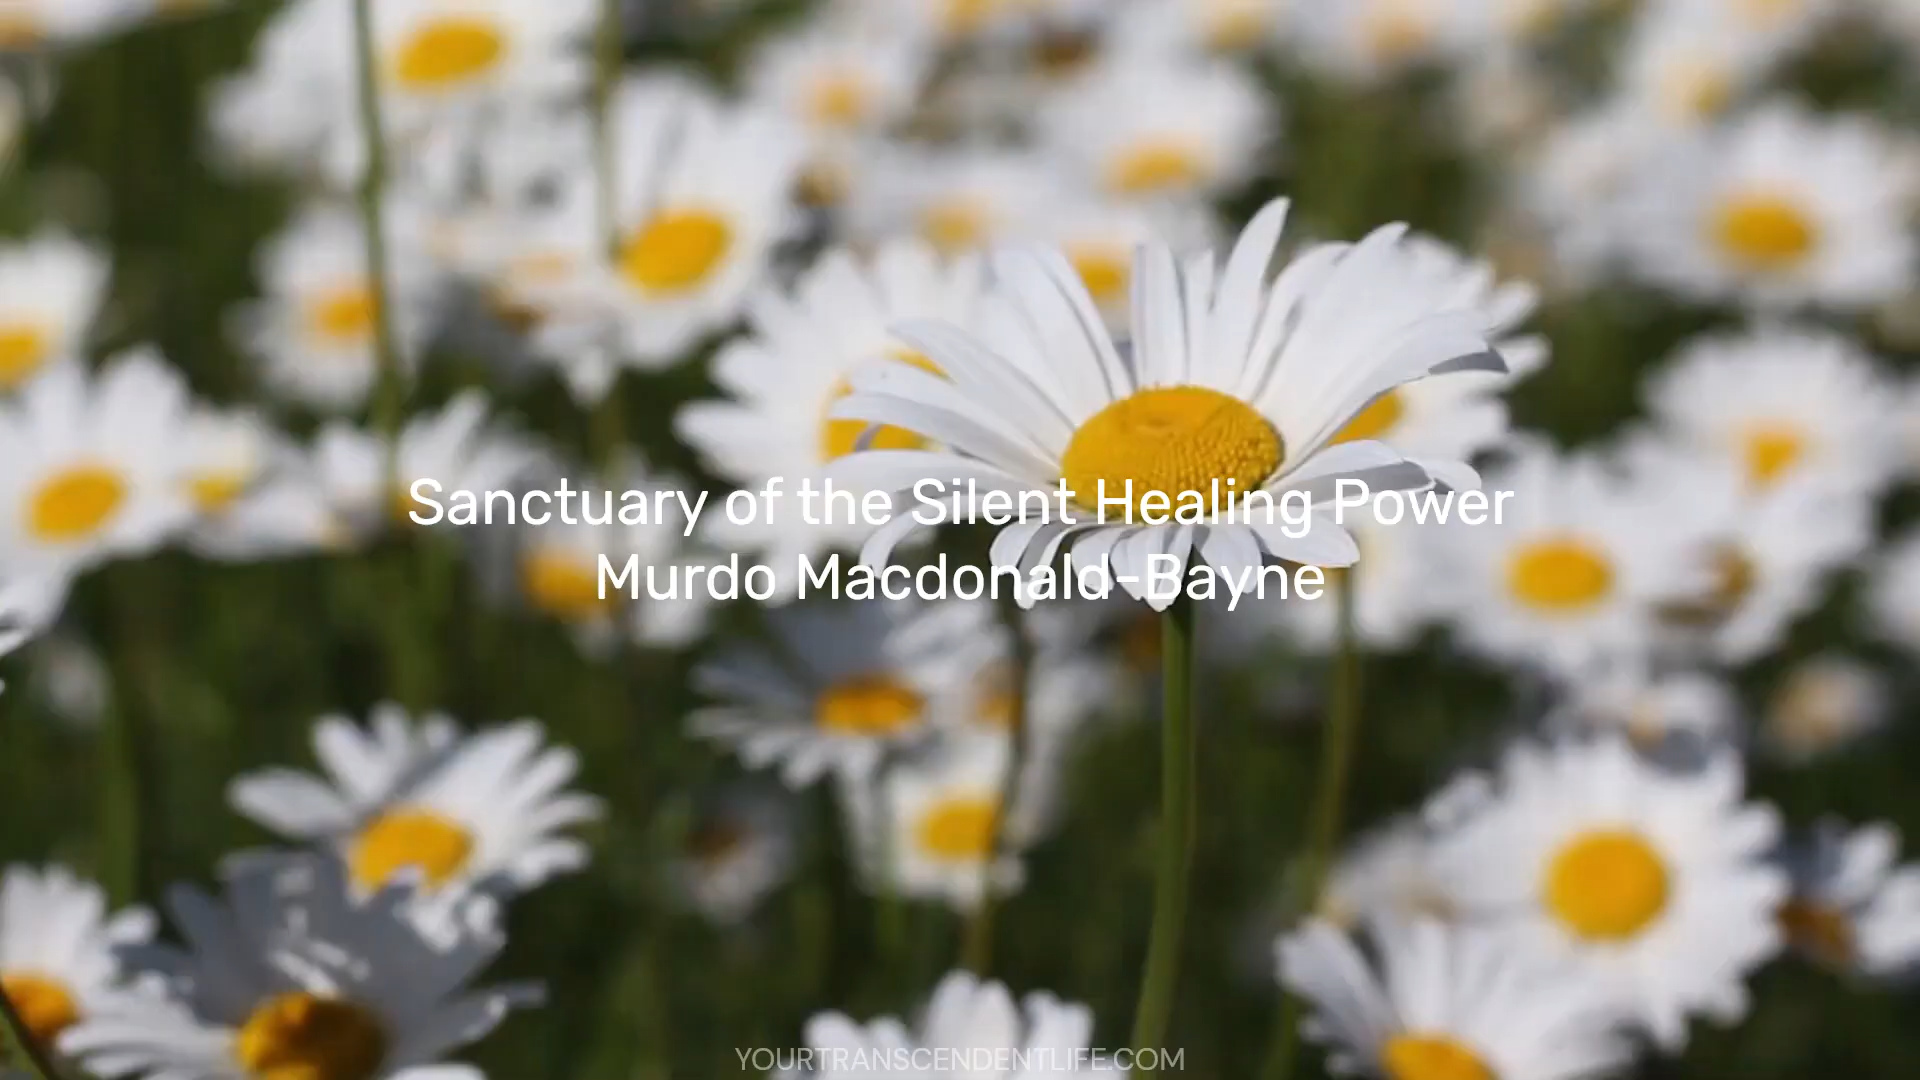 Sanctuary of the Silent Healing Power
Murdo Macdonald-Bayne
YOURTRANSCENDENTLIFE.COM